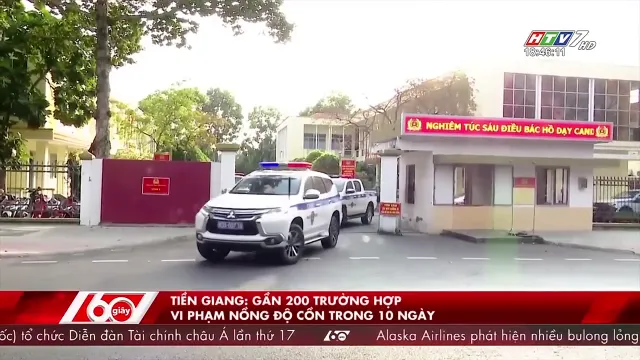 HTV7 HD
18:46:11
NGHIÊM TÚC SÁU ĐIỀU BÁC HỒ DẠY CAND
60 giây
TIỀN GIANG: GẦN 200 TRƯỜNG HỢP
VI PHẠM NỒNG ĐỘ CỒN TRONG 10 NGÀY
ốc) tổ chức Diễn đàn Tài chính châu Á lần thứ 17 60 Alaska Airlines phát hiện nhiều bulong lỏng